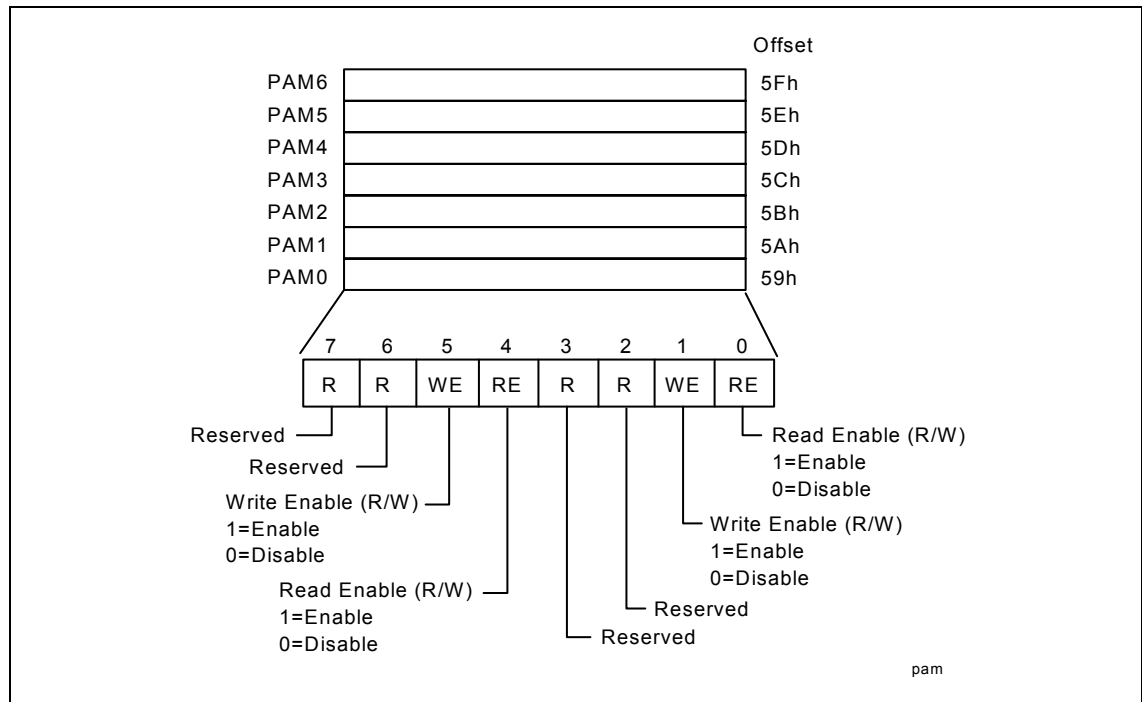 Offset
PAM6 5Fh
PAM5 5Eh
PAM4 5Dh
PAM3 5Ch
PAM2 5Bh
PAM1 5Ah
PAM0 59h
7 6 5 4 3 2 1 0
R R WE RE R R WE RE
Reserved
Reserved
Write Enable (R/W)
1=Enable
0=Disable
Read Enable (R/W)
1=Enable
0=Disable
Reserved
Reserved
Write Enable (R/W)
1=Enable
0=Disable
Read Enable (R/W)
1=Enable
0=Disable
pam